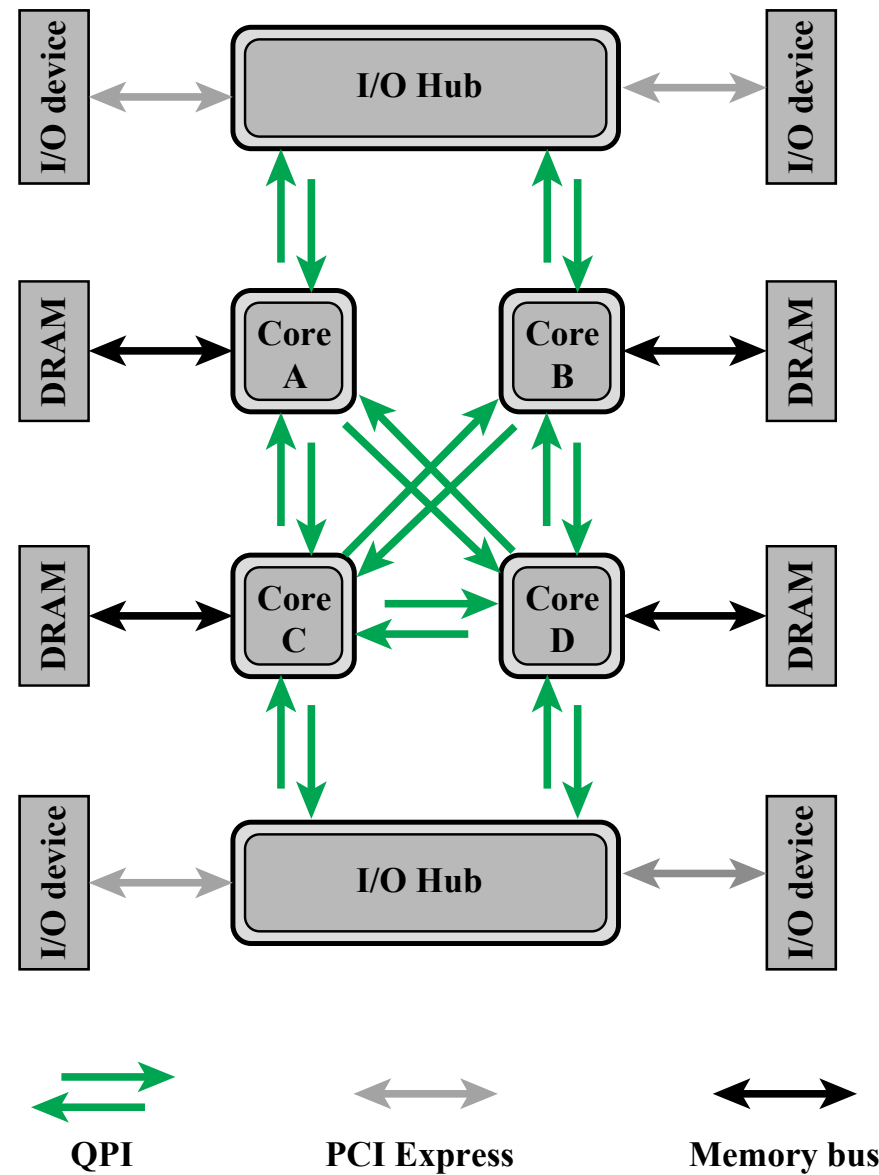 I/O device
I/O Hub
I/O device
DRAM
Core
A
Core
B
DRAM
DRAM
Core
C
Core
D
DRAM
I/O device
I/O Hub
I/O device
QPI
PCI Express
Memory bus